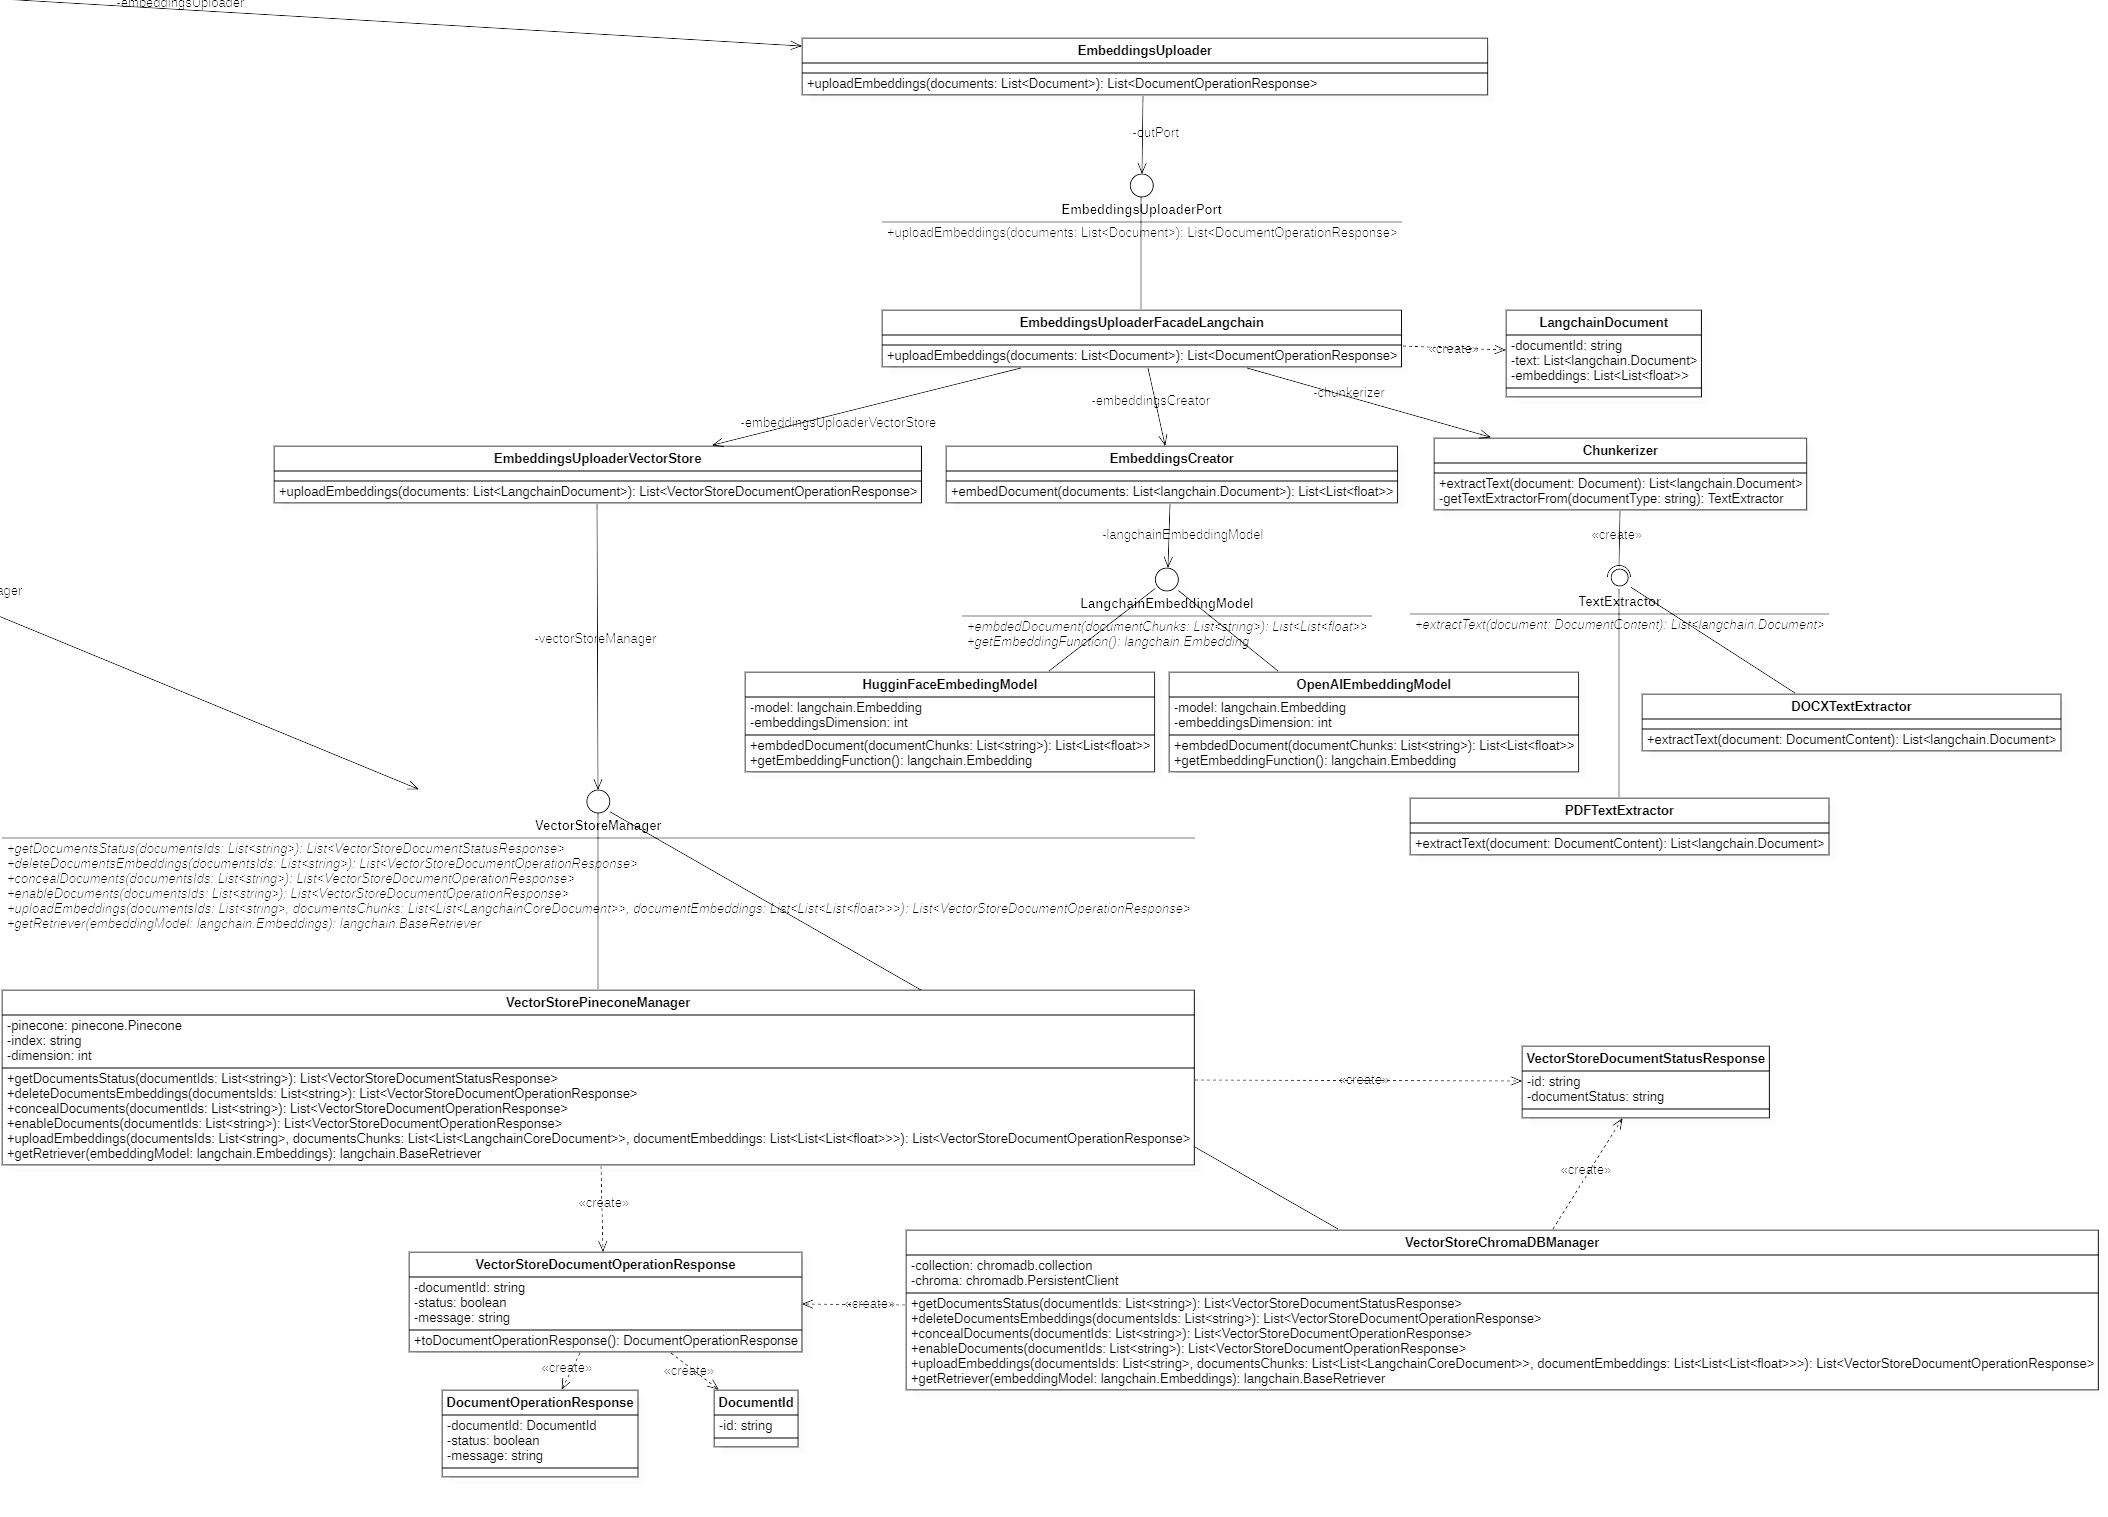 -embeddingsUploader
EmbeddingsUploader
+uploadEmbeddings(documents: List<Document>): List<DocumentOperationResponse>
-outPort
EmbeddingsUploaderPort
+uploadEmbeddings(documents: List<Document>): List<DocumentOperationResponse>
EmbeddingsUploaderFacadeLangchain
+uploadEmbeddings(documents: List<Document>): List<DocumentOperationResponse>
«create»
LangchainDocument
-documentId: string
-text: List<langchain.Document>
-embeddings: List<List<float>>
-embeddingsUploaderVectorStore
-embeddingsCreator
-chunkerizer
EmbeddingsUploaderVectorStore
+uploadEmbeddings(documents: List<LangchainDocument>): List<VectorStoreDocumentOperationResponse>
EmbeddingsCreator
+embedDocument(documents: List<langchain.Document>): List<List<float>>
Chunkerizer
+extractText(document: Document): List<langchain.Document>
-getTextExtractorFrom(documentType: string): TextExtractor
-langchainEmbeddingModel
«create»
LangchainEmbeddingModel
+embdedDocument(documentChunks: List<string>): List<List<float>>
+getEmbeddingFunction(): langchain.Embedding
TextExtractor
+extractText(document: DocumentContent): List<langchain.Document>
ager
-vectorStoreManager
HugginFaceEmbedingModel
-model: langchain.Embedding
-embeddingsDimension: int
+embdedDocument(documentChunks: List<string>): List<List<float>>
+getEmbeddingFunction(): langchain.Embedding
OpenAIEmbeddingModel
-model: langchain.Embedding
-embeddingsDimension: int
+embdedDocument(documentChunks: List<string>): List<List<float>>
+getEmbeddingFunction(): langchain.Embedding
DOCXTextExtractor
+extractText(document: DocumentContent): List<langchain.Document>
PDFTextExtractor
+extractText(document: DocumentContent): List<langchain.Document>
VectorStoreManager
+getDocumentsStatus(documentsIds: List<string>): List<VectorStoreDocumentStatusResponse>
+deleteDocumentsEmbeddings(documentsIds: List<string>): List<VectorStoreDocumentOperationResponse>
+concealDocuments(documentsIds: List<string>): List<VectorStoreDocumentOperationResponse>
+enableDocuments(documentsIds: List<string>): List<VectorStoreDocumentOperationResponse>
+uploadEmbeddings(documentsIds: List<string>, documentsChunks: List<List<LangchainCoreDocument>>, documentEmbeddings: List<List<List<float>>>): List<VectorStoreDocumentOperationResponse>
+getRetriever(embeddingModel: langchain.Embeddings): langchain.BaseRetriever
VectorStorePineconeManager
-pinecone: pinecone.Pinecone
-index: string
-dimension: int
+getDocumentsStatus(documentIds: List<string>): List<VectorStoreDocumentStatusResponse>
+deleteDocumentsEmbeddings(documentsIds: List<string>): List<VectorStoreDocumentOperationResponse>
+concealDocuments(documentIds: List<string>): List<VectorStoreDocumentOperationResponse>
+enableDocuments(documentIds: List<string>): List<VectorStoreDocumentOperationResponse>
+uploadEmbeddings(documentsIds: List<string>, documentsChunks: List<List<LangchainCoreDocument>>, documentEmbeddings: List<List<List<float>>>): List<VectorStoreDocumentOperationResponse>
+getRetriever(embeddingModel: langchain.Embeddings): langchain.BaseRetriever
«create»
VectorStoreDocumentStatusResponse
-id: string
-documentStatus: string
«create»
«create»
VectorStoreDocumentOperationResponse
-documentId: string
-status: boolean
-message: string
+toDocumentOperationResponse(): DocumentOperationResponse
«create»
VectorStoreChromaDBManager
-collection: chromadb.collection
-chroma: chromadb.PersistentClient
+getDocumentsStatus(documentIds: List<string>): List<VectorStoreDocumentStatusResponse>
+deleteDocumentsEmbeddings(documentsIds: List<string>): List<VectorStoreDocumentOperationResponse>
+concealDocuments(documentIds: List<string>): List<VectorStoreDocumentOperationResponse>
+enableDocuments(documentIds: List<string>): List<VectorStoreDocumentOperationResponse>
+uploadEmbeddings(documentsIds: List<string>, documentsChunks: List<List<LangchainCoreDocument>>, documentEmbeddings: List<List<List<float>>>): List<VectorStoreDocumentOperationResponse>
+getRetriever(embeddingModel: langchain.Embeddings): langchain.BaseRetriever
«create»
«create»
DocumentOperationResponse
-documentId: DocumentId
-status: boolean
-message: string
DocumentId
-id: string